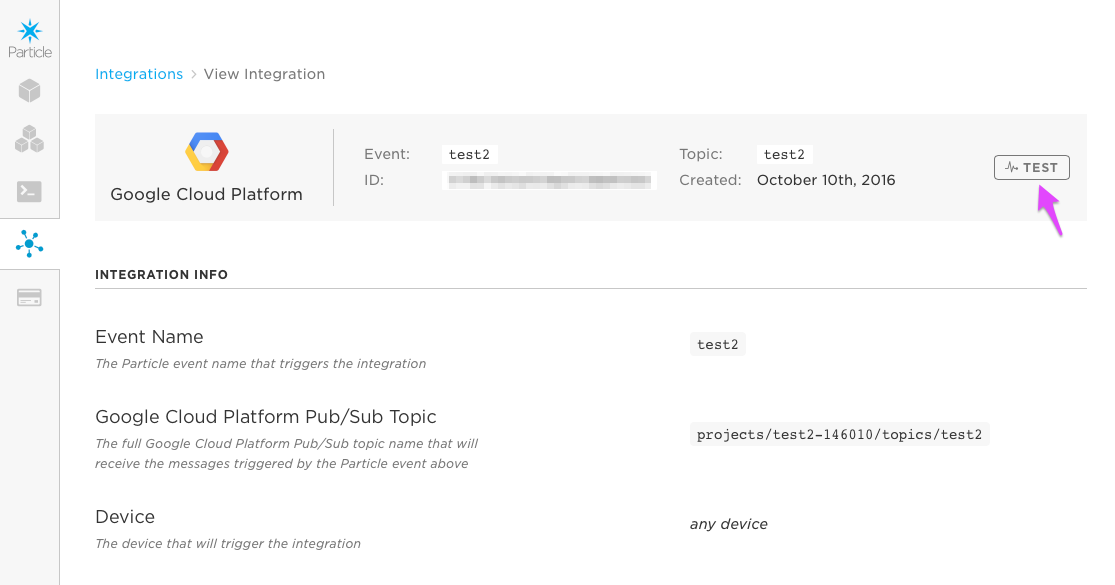 Particle
Integrations > View Integration
Google Cloud Platform
Event: test2
ID:
Topic: test2
Created: October 10th, 2016
TEST
INTEGRATION INFO
Event Name
The Particle event name that triggers the integration
test2
Google Cloud Platform Pub/Sub Topic
The full Google Cloud Platform Pub/Sub topic name that will
receive the messages triggered by the Particle event above
projects/test2-146010/topics/test2
Device
The device that will trigger the integration
any device